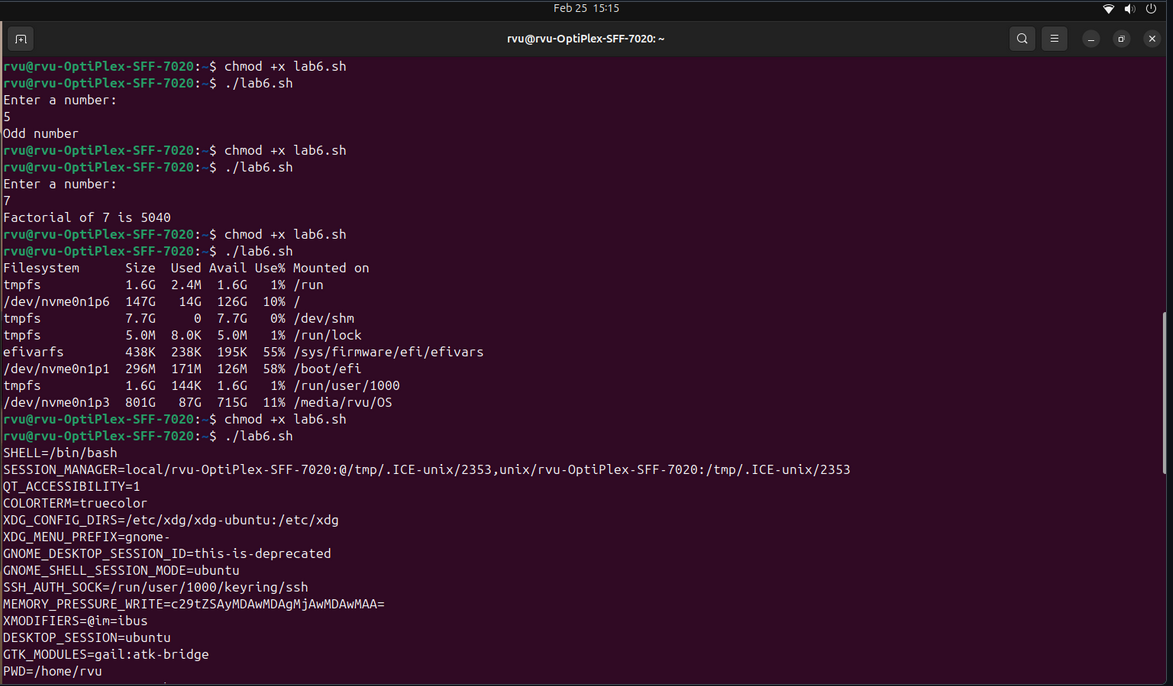 Feb 25 15:15
rvu@rvu-OptiPlex-SFF-7020: ~
rvu@rvu-OptiPlex-SFF-7020:~$ chmod +x lab6.sh
rvu@rvu-OptiPlex-SFF-7020:~$ ./lab6.sh
Enter a number:
5
Odd number
rvu@rvu-OptiPlex-SFF-7020:~$ chmod +x lab6.sh
rvu@rvu-OptiPlex-SFF-7020:~$ ./lab6.sh
Enter a number:
7
Factorial of 7 is 5040
rvu@rvu-OptiPlex-SFF-7020:~$ chmod +x lab6.sh
rvu@rvu-OptiPlex-SFF-7020:~$ ./lab6.sh
Filesystem      Size  Used Avail Use% Mounted on
tmpfs           1.6G  2.4M  1.6G   1% /run
/dev/nvme0n1p6  147G   14G  126G  10% /
tmpfs           7.7G     0  7.7G   0% /dev/shm
tmpfs           5.0M  8.0K  5.0M   1% /run/lock
efivarfs        438K  238K  195K  55% /sys/firmware/efi/efivars
/dev/nvme0n1p1  296M  171M  126M  58% /boot/efi
tmpfs           1.6G  144K  1.6G   1% /run/user/1000
/dev/nvme0n1p3  801G   87G  715G  11% /media/rvu/OS
rvu@rvu-OptiPlex-SFF-7020:~$ chmod +x lab6.sh
rvu@rvu-OptiPlex-SFF-7020:~$ ./lab6.sh
SHELL=/bin/bash
SESSION_MANAGER=local/rvu-OptiPlex-SFF-7020:@/tmp/.ICE-unix/2353,unix/rvu-OptiPlex-SFF-7020:/tmp/.ICE-unix/2353
QT_ACCESSIBILITY=1
COLORTERM=truecolor
XDG_CONFIG_DIRS=/etc/xdg/xdg-ubuntu:/etc/xdg
XDG_MENU_PREFIX=gnome-
GNOME_DESKTOP_SESSION_ID=this-is-deprecated
GNOME_SHELL_SESSION_MODE=ubuntu
SSH_AUTH_SOCK=/run/user/1000/keyring/ssh
MEMORY_PRESSURE_WRITE=c29tZSAyMDAwMDAgMjAwMDAwMAA=
XMODIFIERS=@im=ibus
DESKTOP_SESSION=ubuntu
GTK_MODULES=gail:atk-bridge
PWD=/home/rvu